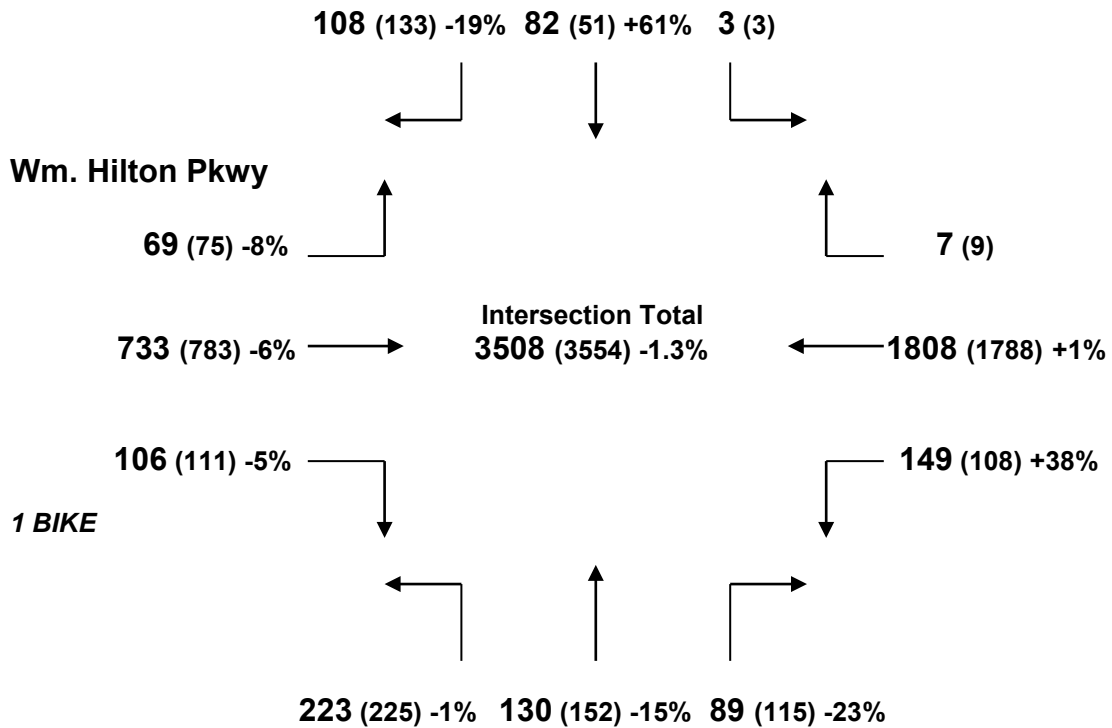 108 (133) -19% 82 (51) +61% 3 (3)
Wm. Hilton Pkwy
69 (75) -8% 7 (9)
Intersection Total
733 (783) -6% 3508 (3554) -1.3% 1808 (1788) +1%
106 (111) -5% 149 (108) +38%
1 BIKE
223 (225) -1% 130 (152) -15% 89 (115) -23%